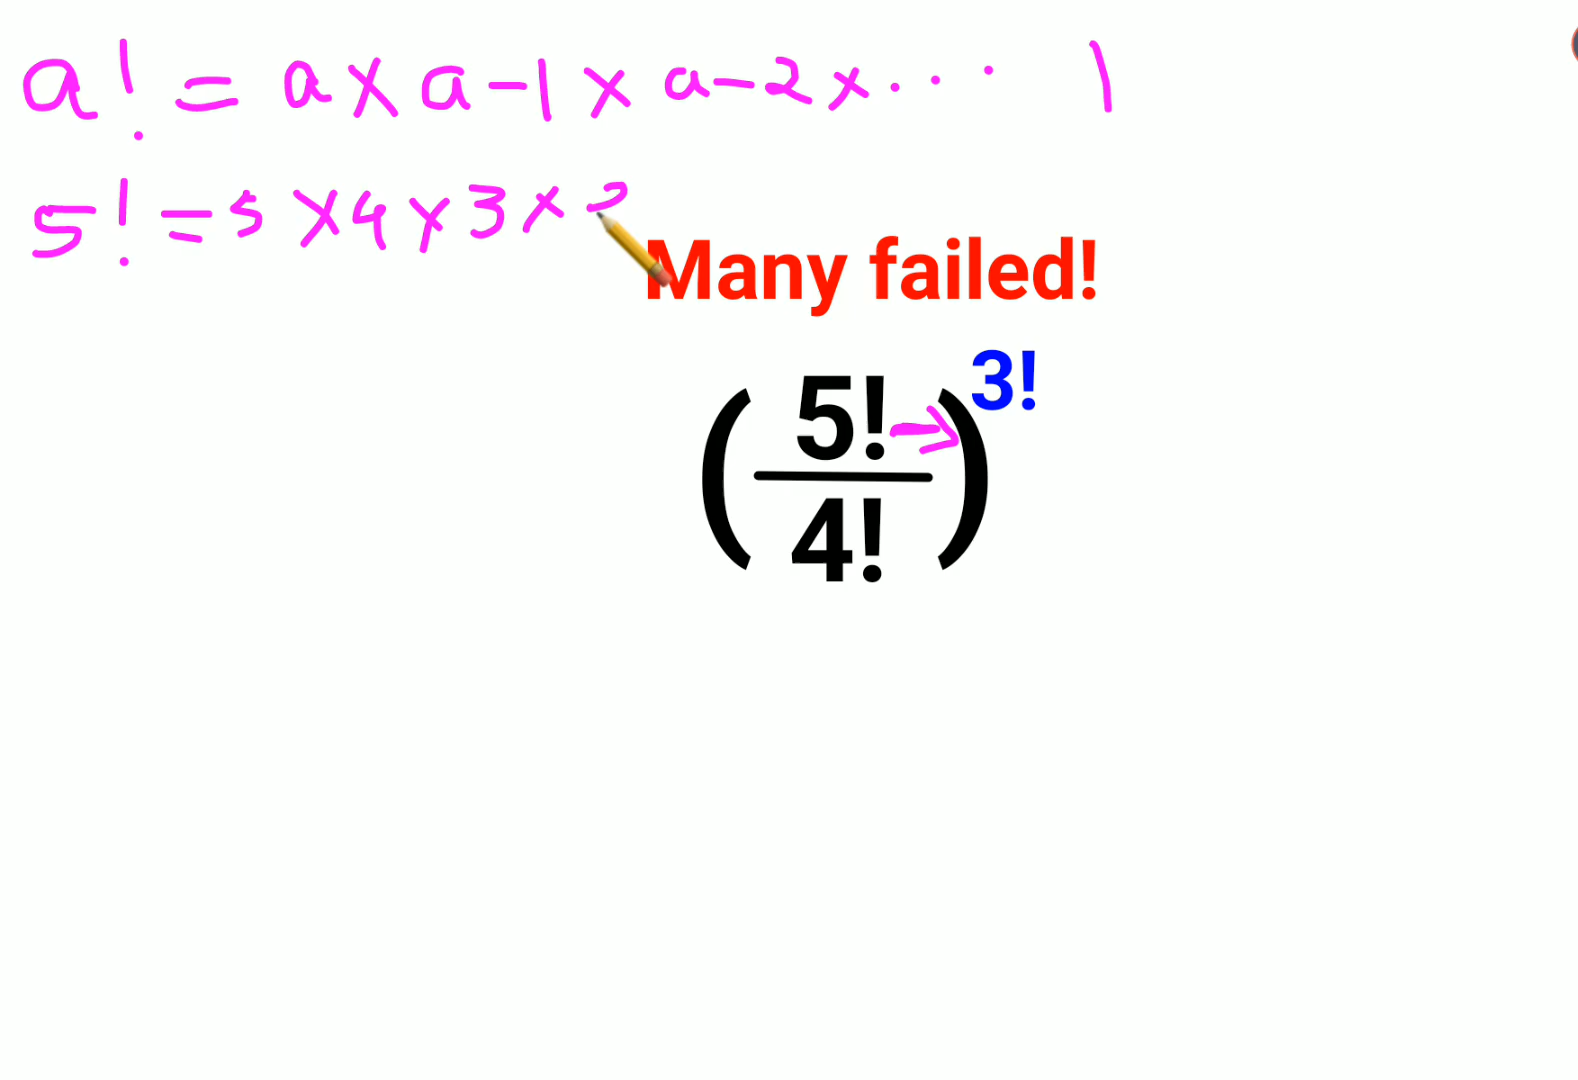 a! = a × a - 1 × a - 2 × . . . 1
5! = 5 × 4 × 3 × 2
Many failed!
(5!/4!)^3!